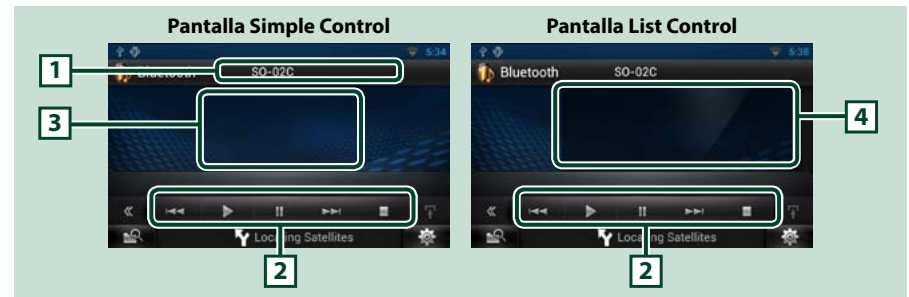 Pantalla Simple Control
Pantalla List Control
5:34
5:38
1
Bluetooth SO-02C
Bluetooth SO-02C
3
4
Locating Satellites
Locating Satellites
2
2